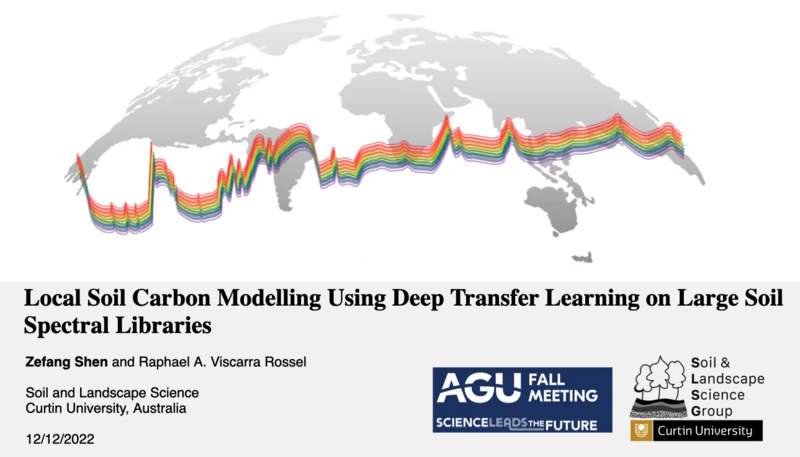 Local Soil Carbon Modelling Using Deep Transfer Learning on Large Soil
Spectral Libraries
Zefang Shen and Raphael A. Viscarra Rossel
Soil and Landscape Science
Curtin University, Australia
12/12/2022
AGU FALL
MEETING
SCIENCE LEADS THE FUTURE
Soil &
Landscape
Science
Group
Curtin University